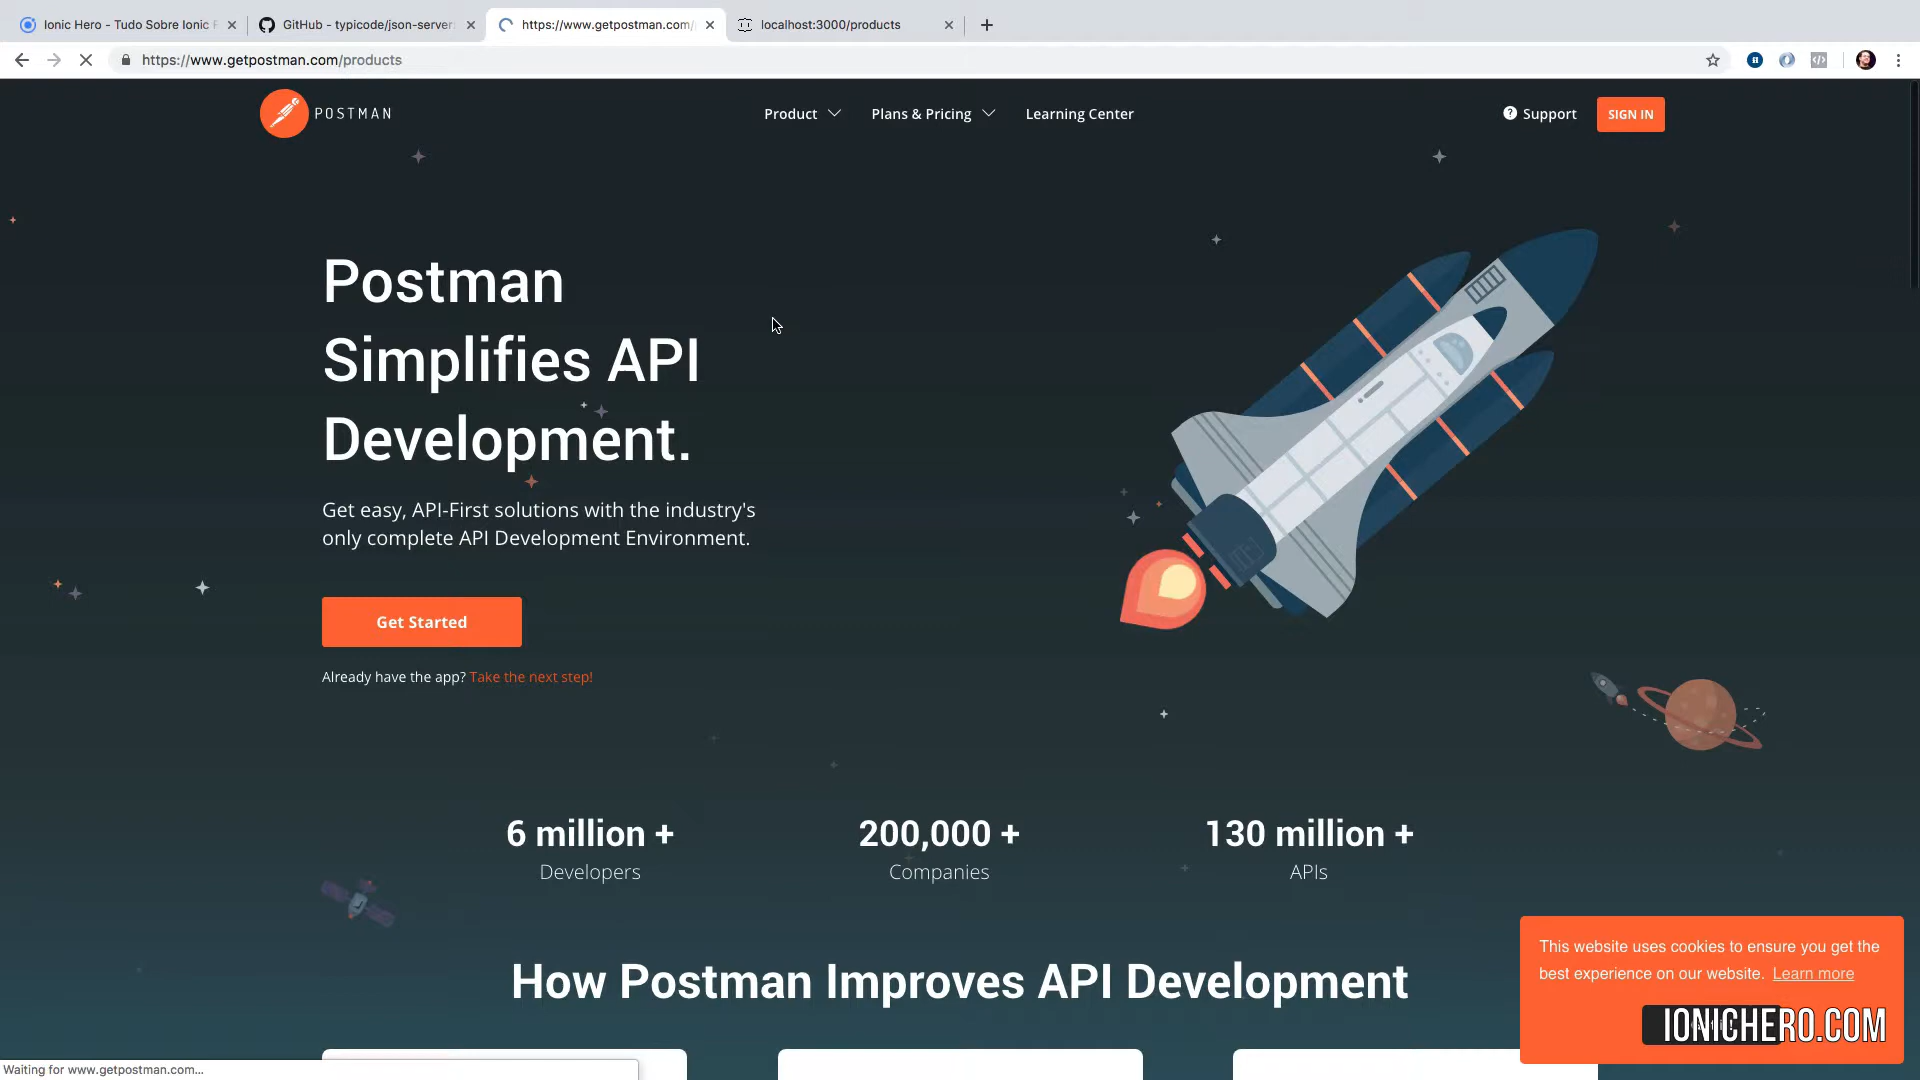 Ionic Hero - Tudo Sobre Ionic F
GitHub - typicode/json-server:
https://www.getpostman.com/
localhost:3000/products
https://www.getpostman.com/products
POSTMAN
Product
Plans & Pricing
Learning Center
? Support
SIGN IN
Postman
Simplifies API
Development.
Get easy, API-First solutions with the industry's
only complete API Development Environment.
Get Started
Already have the app? Take the next step!
6 million +
200,000 +
130 million +
Developers
Companies
APIs
How Postman Improves API Development
This website uses cookies to ensure you get the
best experience on our website. Learn more
IONICHERO.COM
Waiting for www.getpostman.com...